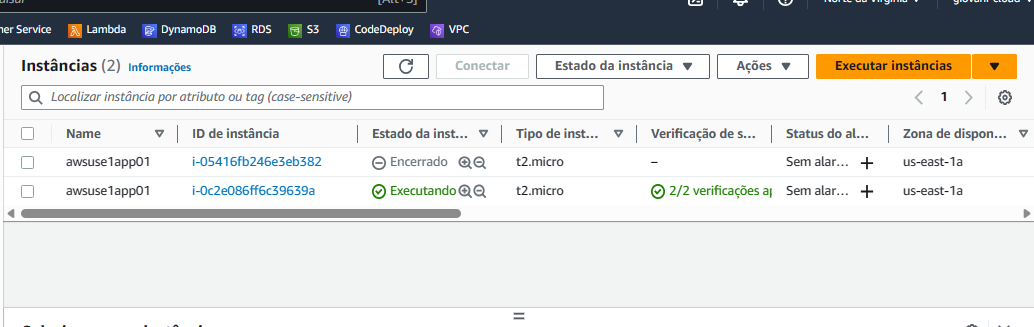 [Alt+S]
Norte da Virgínia
giovani-cloud
ner Service Lambda DynamoDB RDS S3 CodeDeploy VPC
Instâncias (2) Informações Conectar Estado da instância Ações Executar instâncias
Localizar instância por atributo ou tag (case-sensitive) 1
Name ID de instância Estado da inst... Tipo de inst... Verificação de s... Status do al... Zona de dispon...
awsuse1app01 i-05416fb246e3eb382 Encerrado t2.micro – Sem alar... us-east-1a
awsuse1app01 i-0c2e086ff6c39639a Executando t2.micro 2/2 verificações ap Sem alar... us-east-1a